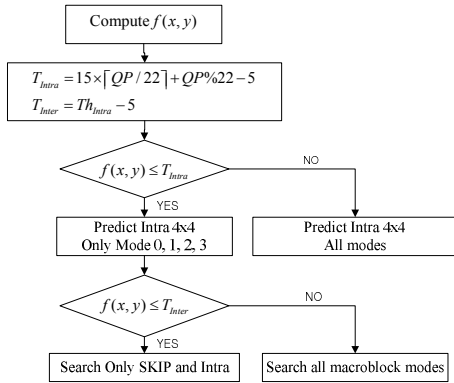 Compute f(x, y)
T_Intra = 15×⌈QP / 22⌉ + QP%22 − 5
T_Inter = Th_Intra − 5
f(x, y) ≤ T_Intra
NO
YES
Predict Intra 4x4
Only Mode 0, 1, 2, 3
Predict Intra 4x4
All modes
f(x, y) ≤ T_Inter
NO
YES
Search Only SKIP and Intra
Search all macroblock modes